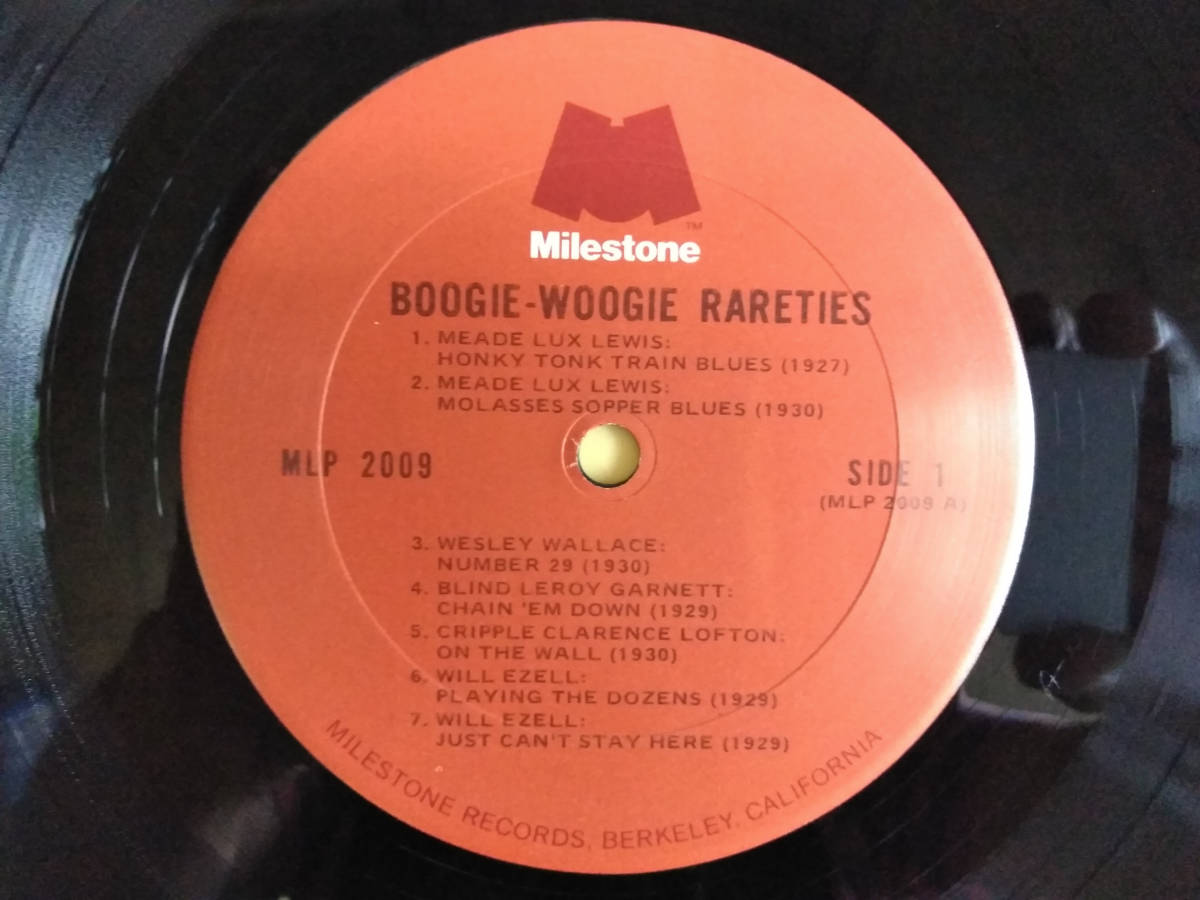 TM
Milestone
BOOGIE-WOOGIE RARETIES
1. MEADE LUX LEWIS:
HONKY TONK TRAIN BLUES (1927)
2. MEADE LUX LEWIS:
MOLASSES SOPPER BLUES (1930)
MLP 2009
SIDE 1
(MLP 2009 A)
3. WESLEY WALLACE:
NUMBER 29 (1930)
4. BLIND LEROY GARNETT:
CHAIN 'EM DOWN (1929)
5. CRIPPLE CLARENCE LOFTON:
ON THE WALL (1930)
6. WILL EZELL:
PLAYING THE DOZENS (1929)
7. WILL EZELL:
JUST CAN'T STAY HERE (1929)
MILESTONE RECORDS, BERKELEY, CALIFORNIA